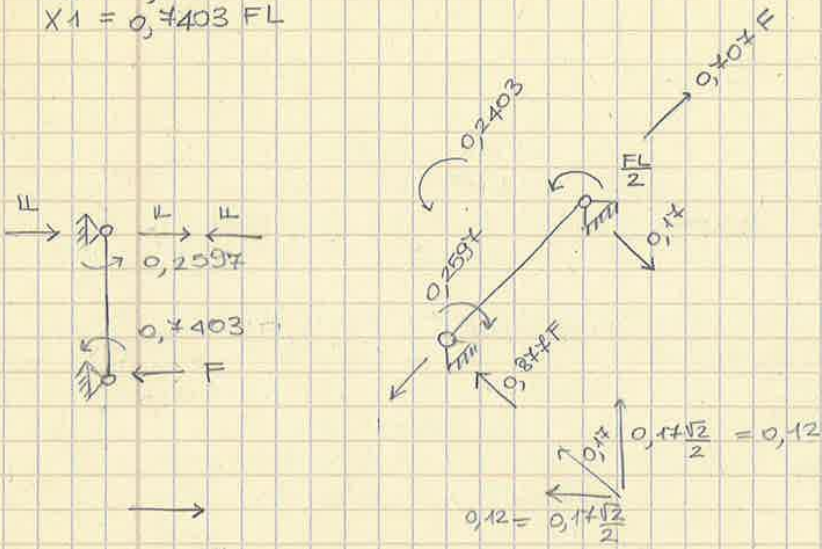 X1 = 0,7403 FL
0,707 F
0,2403
FL/2
F F F
0,2597
0,17
0,2597
0,7403
F
0,877F
0,17
0,17√2/2 = 0,12
0,12 = 0,17√2/2